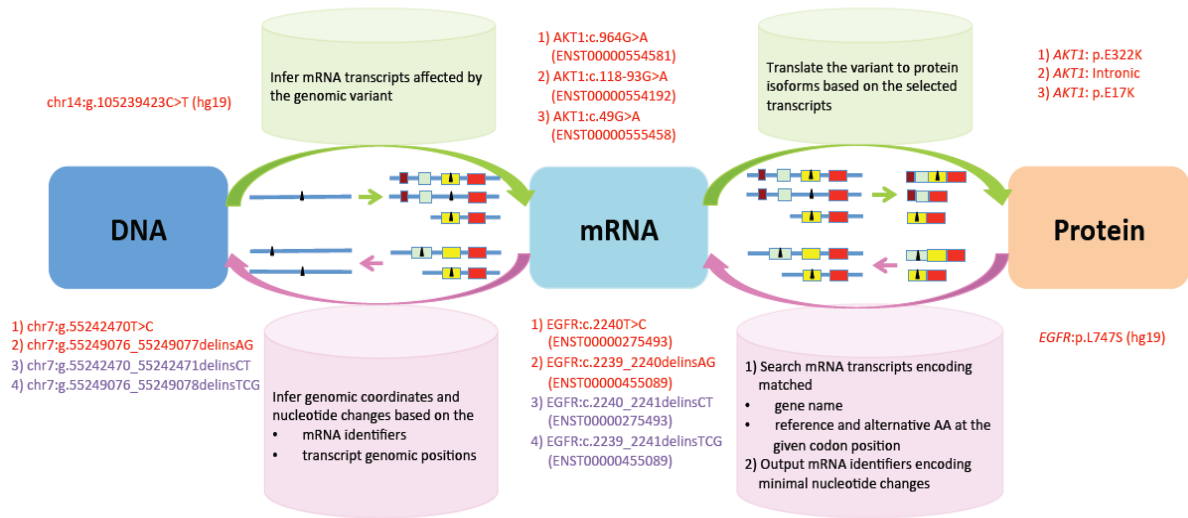 Infer mRNA transcripts affected by
the genomic variant
1) AKT1:c.964G>A
(ENST00000554581)
2) AKT1:c.118-93G>A
(ENST00000554192)
3) AKT1:c.49G>A
(ENST00000555458)
Translate the variant to protein
isoforms based on the selected
transcripts
1) AKT1: p.E322K
2) AKT1: Intronic
3) AKT1: p.E17K
chr14:g.105239423C>T (hg19)
DNA
mRNA
Protein
1) chr7:g.55242470T>C
2) chr7:g.55249076_55249077delinsAG
3) chr7:g.55242470_55242471delinsCT
4) chr7:g.55249076_55249078delinsTCG
Infer genomic coordinates and
nucleotide changes based on the
• mRNA identifiers
• transcript genomic positions
1) EGFR:c.2240T>C
(ENST00000275493)
2) EGFR:c.2239_2240delinsAG
(ENST00000455089)
3) EGFR:c.2240_2241delinsCT
(ENST00000275493)
4) EGFR:c.2239_2241delinsTCG
(ENST00000455089)
1) Search mRNA transcripts encoding
matched
• gene name
• reference and alternative AA at the
given codon position
2) Output mRNA identifiers encoding
minimal nucleotide changes
EGFR:p.L747S (hg19)